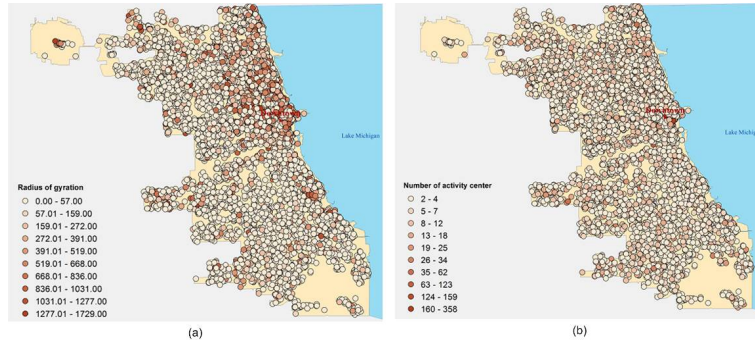 Downtown
Lake Michigan
Radius of gyration
0.00 - 57.00
57.01 - 159.00
159.01 - 272.00
272.01 - 391.00
391.01 - 519.00
519.01 - 668.00
668.01 - 836.00
836.01 - 1031.00
1031.01 - 1277.00
1277.01 - 1729.00
(a)
Downtown
Lake Michigan
Number of activity center
2 - 4
5 - 7
8 - 12
13 - 18
19 - 25
26 - 34
35 - 62
63 - 123
124 - 159
160 - 358
(b)